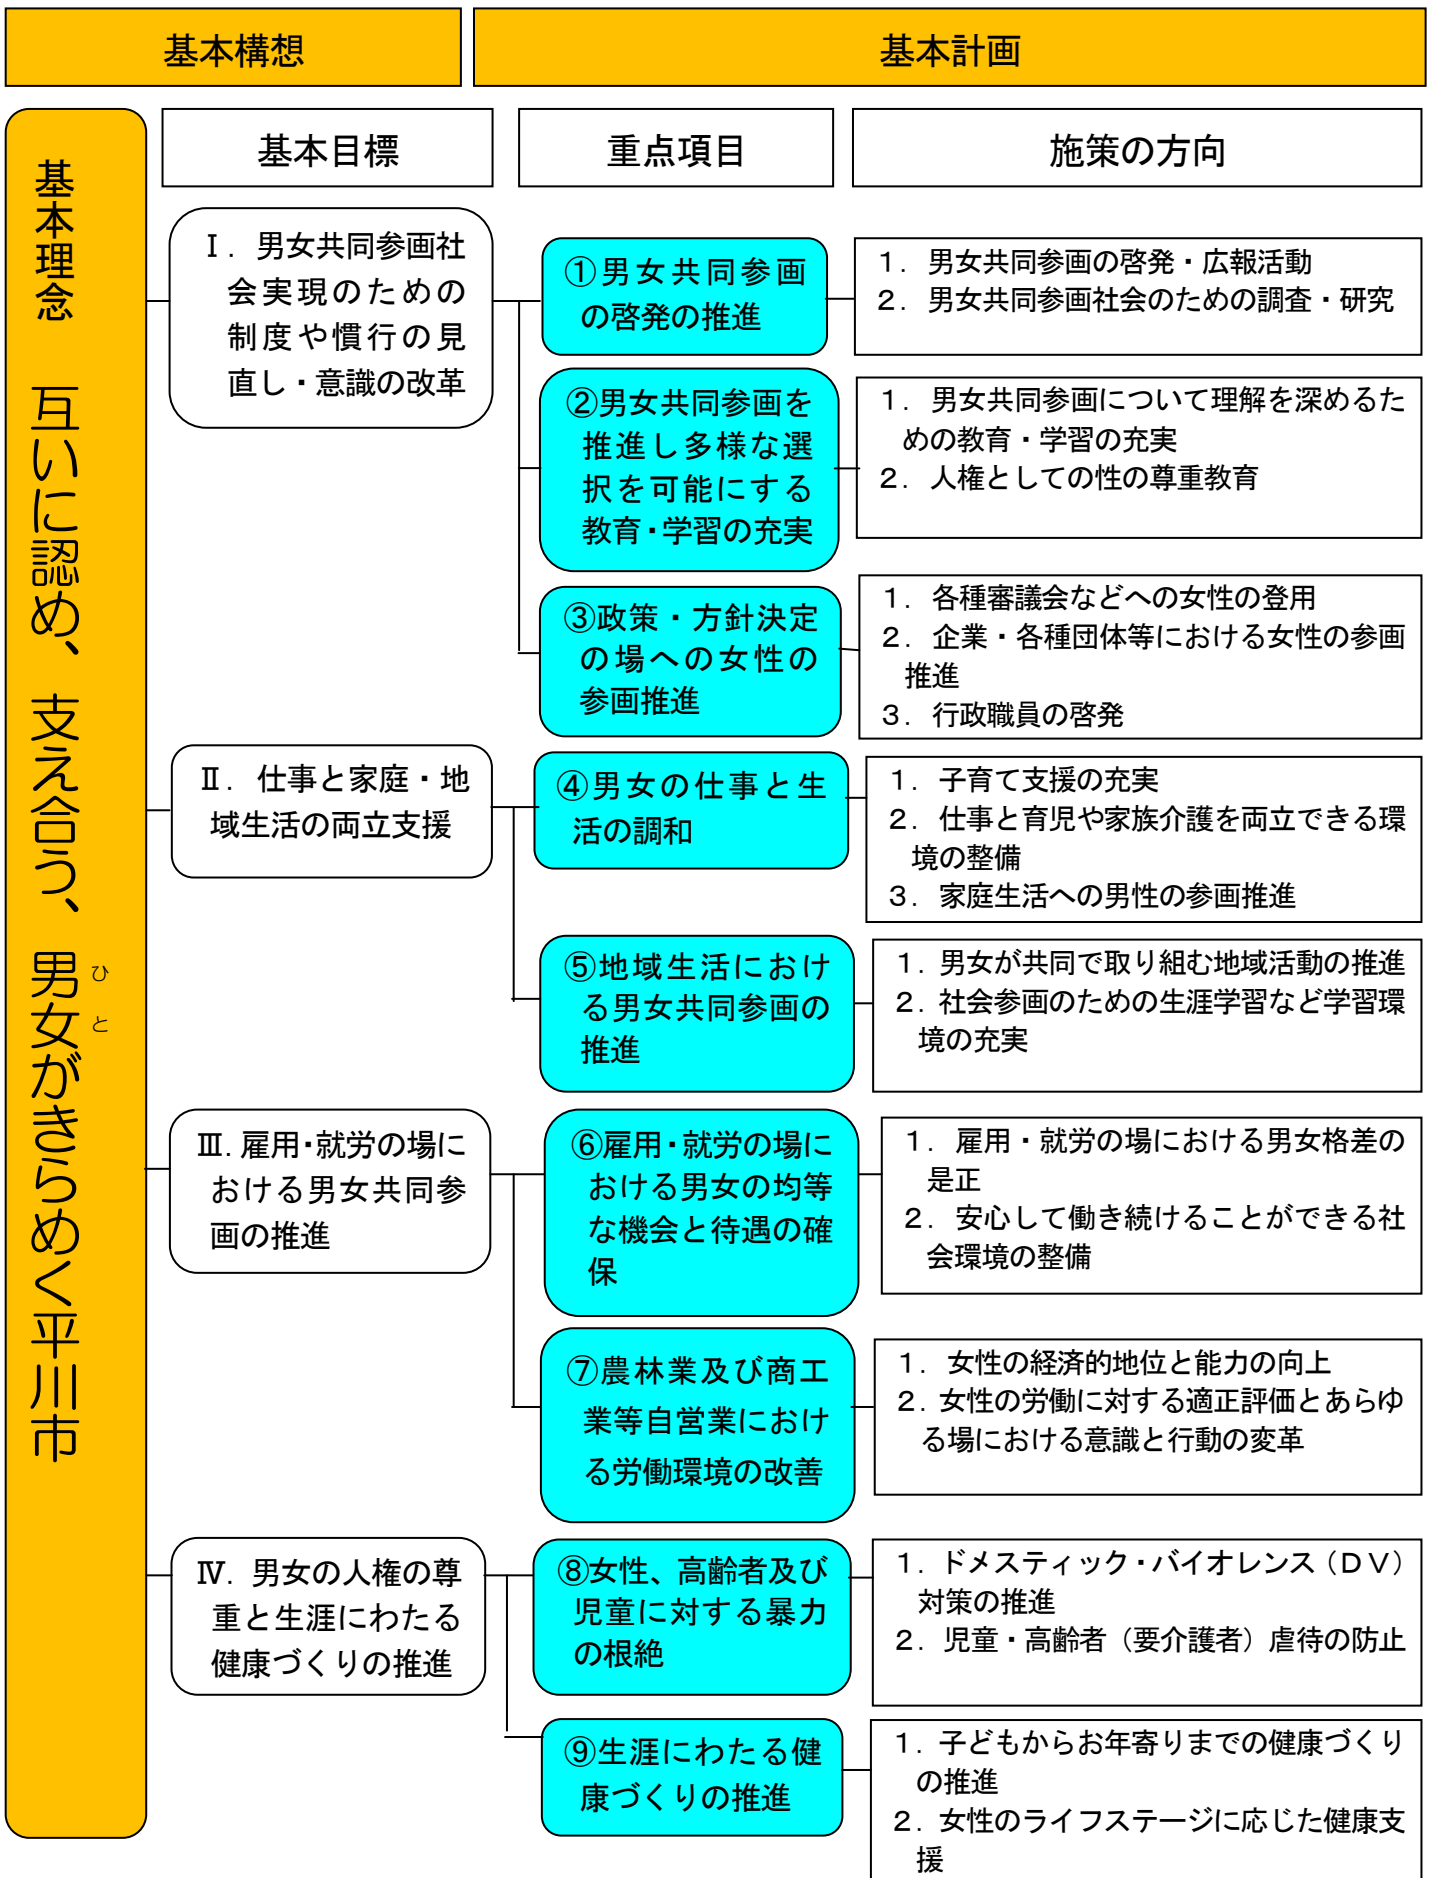 基本構想
基本計画
基本理念　互いに認め、支え合う、男女がきらめく平川市
ひと
基本目標
重点項目
施策の方向
Ⅰ．男女共同参画社
会実現のための
制度や慣行の見
直し・意識の改革
①男女共同参画
の啓発の推進
１．男女共同参画の啓発・広報活動
２．男女共同参画社会のための調査・研究
②男女共同参画を
推進し多様な選
択を可能にする
教育・学習の充実
１．男女共同参画について理解を深めるた
めの教育・学習の充実
２．人権としての性の尊重教育
③政策・方針決定
の場への女性の
参画推進
１．各種審議会などへの女性の登用
２．企業・各種団体等における女性の参画
推進
３．行政職員の啓発
Ⅱ．仕事と家庭・地
域生活の両立支援
④男女の仕事と生
活の調和
１．子育て支援の充実
２．仕事と育児や家族介護を両立できる環
境の整備
３．家庭生活への男性の参画推進
⑤地域生活におけ
る男女共同参画の
推進
１．男女が共同で取り組む地域活動の推進
２．社会参画のための生涯学習など学習環
境の充実
Ⅲ．雇用・就労の場に
おける男女共同参
画の推進
⑥雇用・就労の場に
おける男女の均等
な機会と待遇の確
保
１．雇用・就労の場における男女格差の
是正
２．安心して働き続けることができる社
会環境の整備
⑦農林業及び商工
業等自営業におけ
る労働環境の改善
１．女性の経済的地位と能力の向上
２．女性の労働に対する適正評価とあらゆ
る場における意識と行動の変革
Ⅳ．男女の人権の尊
重と生涯にわたる
健康づくりの推進
⑧女性、高齢者及び
児童に対する暴力
の根絶
１．ドメスティック・バイオレンス（ＤＶ）
対策の推進
２．児童・高齢者（要介護者）虐待の防止
⑨生涯にわたる健
康づくりの推進
１．子どもからお年寄りまでの健康づくり
の推進
２．女性のライフステージに応じた健康支
援